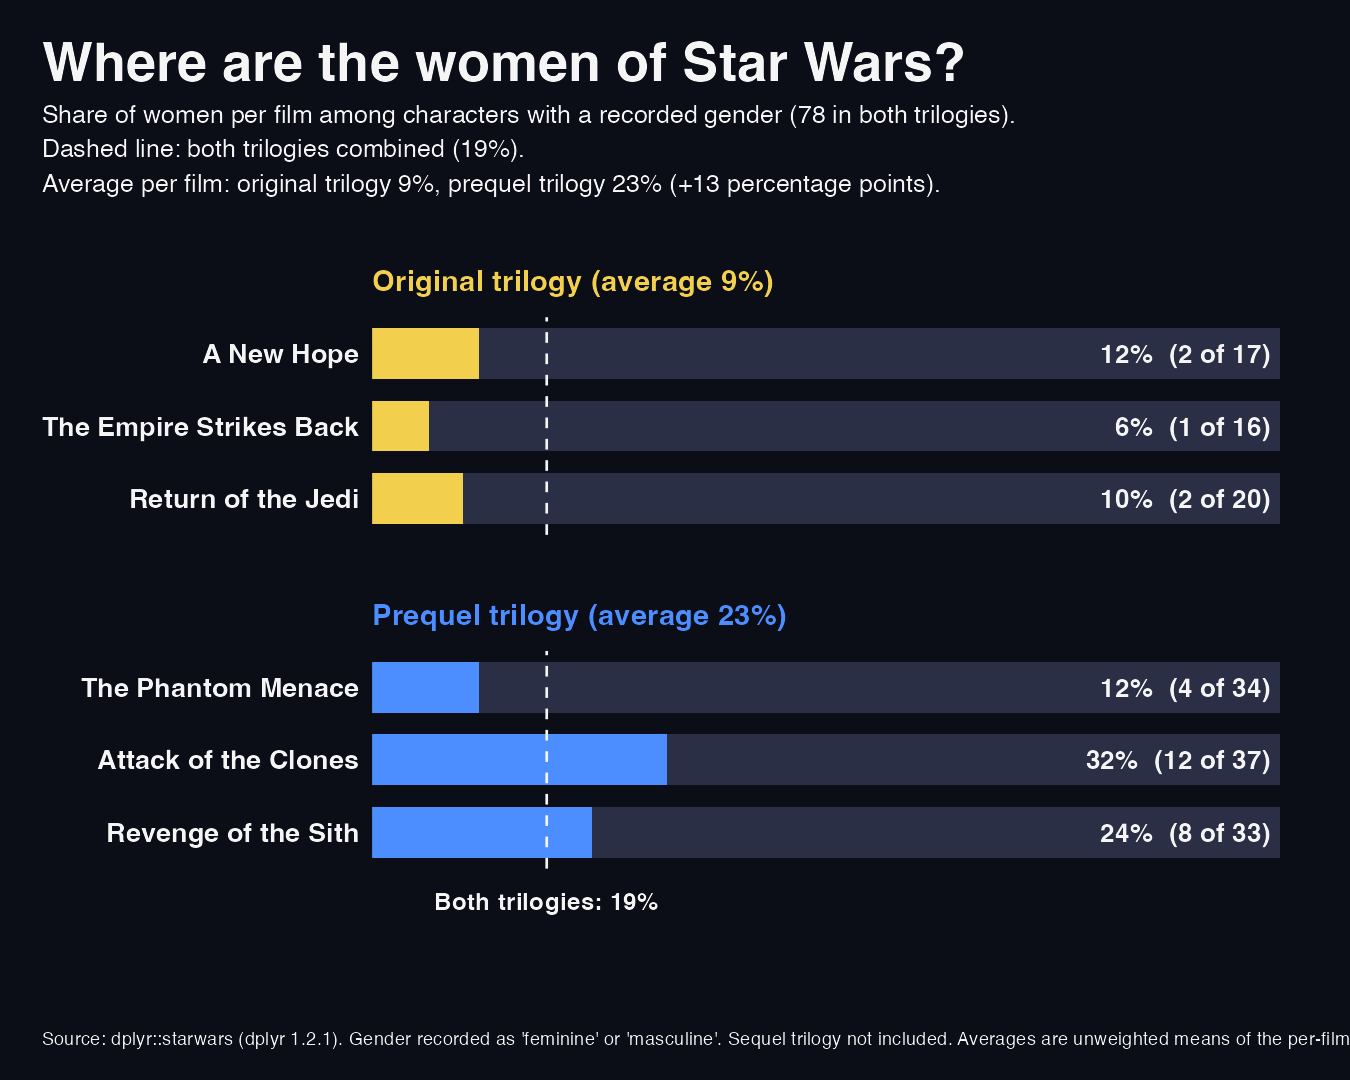 Where are the women of Star Wars?
Share of women per film among characters with a recorded gender (78 in both trilogies).
Dashed line: both trilogies combined (19%).
Average per film: original trilogy 9%, prequel trilogy 23% (+13 percentage points).
Original trilogy (average 9%)
A New Hope 12% (2 of 17)
The Empire Strikes Back 6% (1 of 16)
Return of the Jedi 10% (2 of 20)
Prequel trilogy (average 23%)
The Phantom Menace 12% (4 of 34)
Attack of the Clones 32% (12 of 37)
Revenge of the Sith 24% (8 of 33)
Both trilogies: 19%
Source: dplyr::starwars (dplyr 1.2.1). Gender recorded as 'feminine' or 'masculine'. Sequel trilogy not included. Averages are unweighted means of the per-film